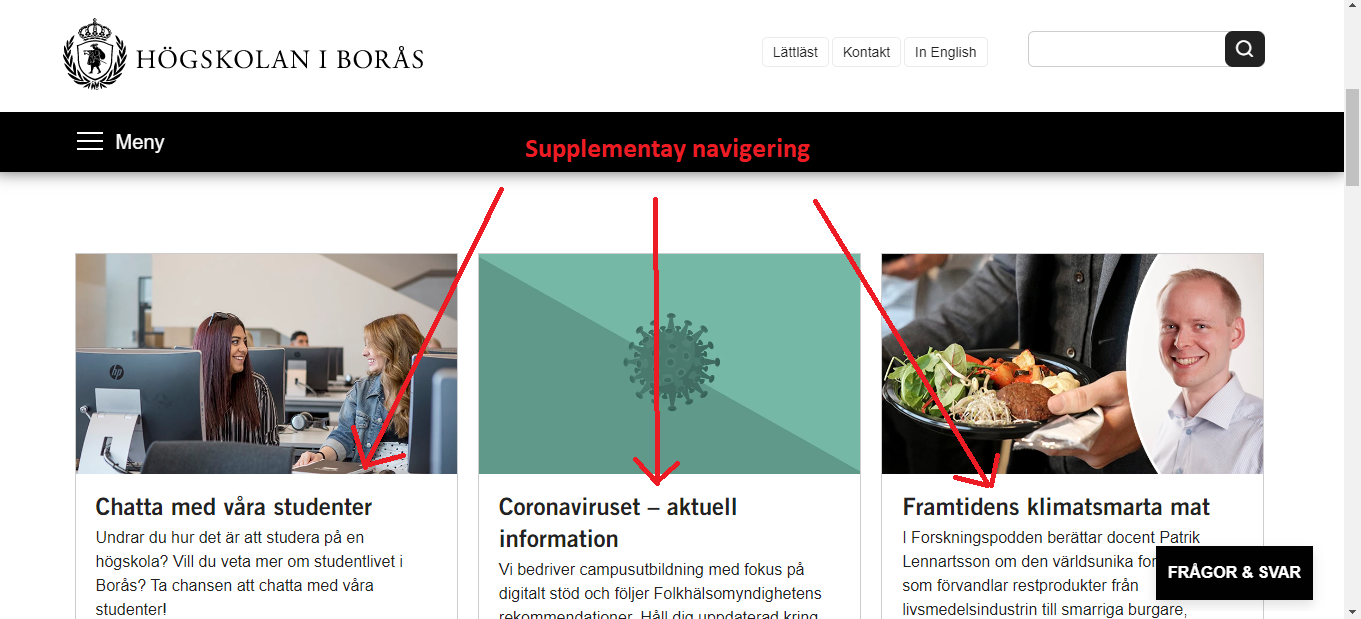 HÖGSKOLAN I BORÅS
Lättläst
Kontakt
In English
Meny
Supplementay navigering
hp
Chatta med våra studenter
Undrar du hur det är att studera på en
högskola? Vill du veta mer om studentlivet i
Borås? Ta chansen att chatta med våra
studenter!
Coronaviruset – aktuell
information
Vi bedriver campusutbildning med fokus på
digitalt stöd och följer Folkhälsomyndighetens
rekommendationer. Håll dig uppdaterad kring
Framtidens klimatsmarta mat
I Forskningspodden berättar docent Patrik
Lennartsson om den världsunika
som förvandlar restprodukter från
livsmedelsindustrin till smarriga burgare,
FRÅGOR & SVAR